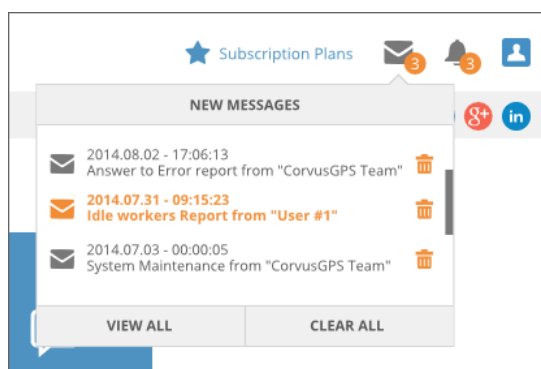 Subscription Plans
3
3
NEW MESSAGES
8+
in
2014.08.02 - 17:06:13
Answer to Error report from "CorvusGPS Team"
2014.07.31 - 09:15:23
Idle workers Report from "User #1"
2014.07.03 - 00:00:05
System Maintenance from "CorvusGPS Team"
VIEW ALL
CLEAR ALL